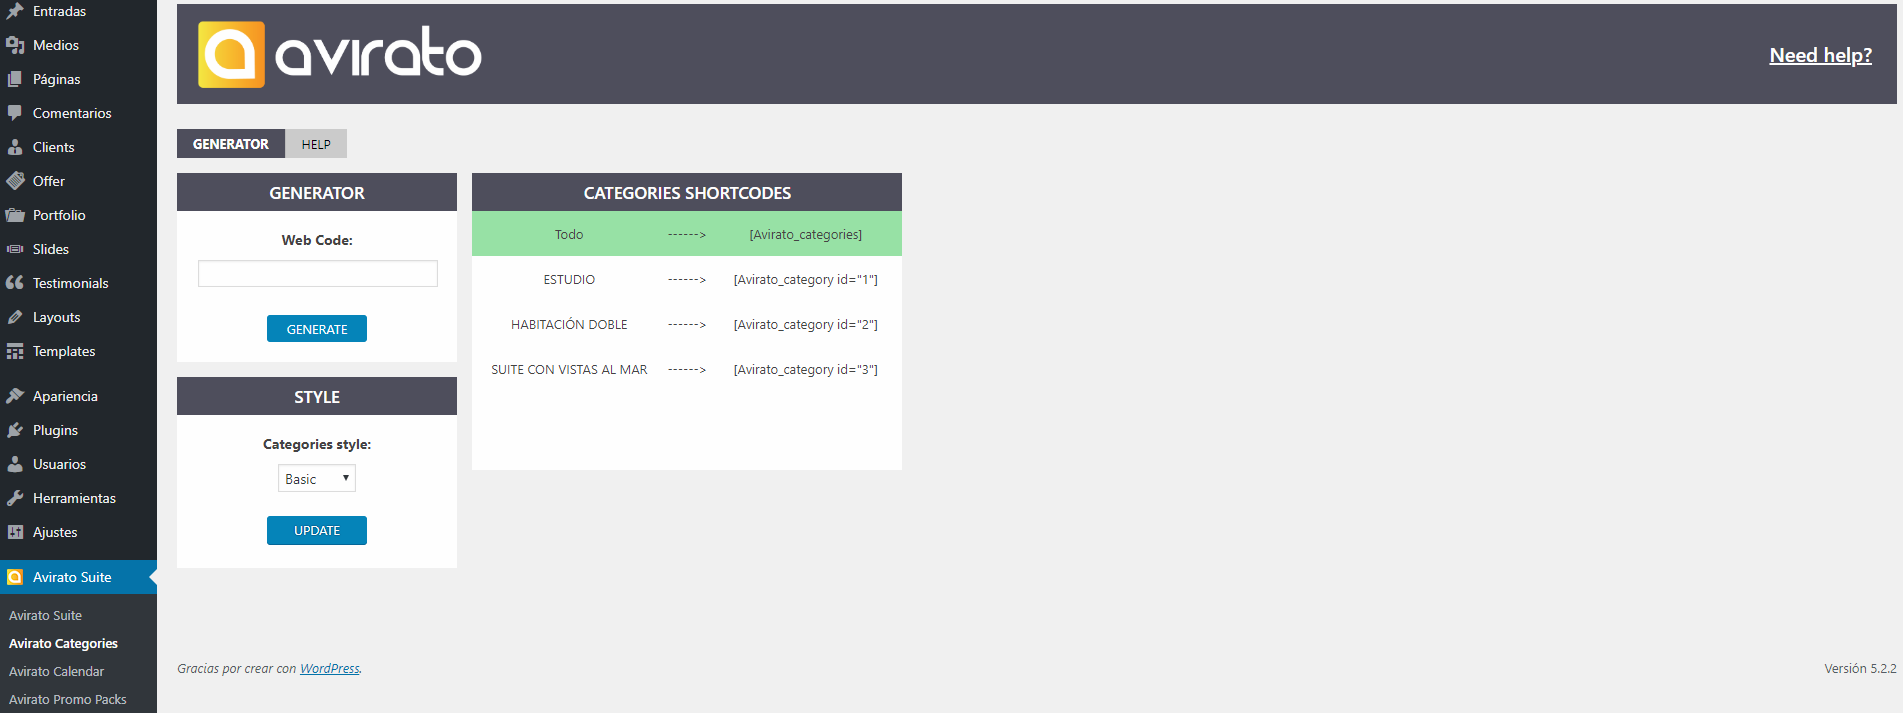 Entradas
Medios
Páginas
Comentarios
Clients
Offer
Portfolio
Slides
Testimonials
Layouts
Templates
Apariencia
Plugins
Usuarios
Herramientas
Ajustes
Avirato Suite
Avirato Suite
Avirato Categories
Avirato Calendar
Avirato Promo Packs
avirato
Need help?
GENERATOR HELP
GENERATOR
Web Code:
GENERATE
STYLE
Categories style:
Basic
UPDATE
CATEGORIES SHORTCODES
Todo ------> [Avirato_categories]
ESTUDIO ------> [Avirato_category id="1"]
HABITACIÓN DOBLE ------> [Avirato_category id="2"]
SUITE CON VISTAS AL MAR ------> [Avirato_category id="3"]
Gracias por crear con WordPress.
Versión 5.2.2